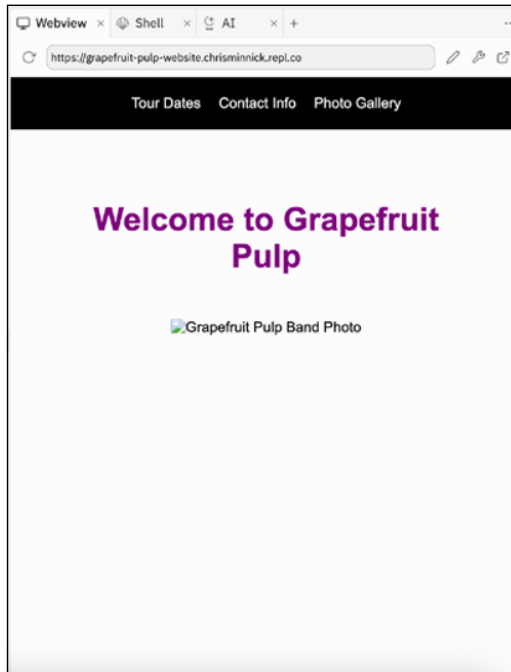 Webview × Shell × AI × +
https://grapefruit-pulp-website.chrisminnick.repl.co
Tour Dates Contact Info Photo Gallery
Welcome to Grapefruit
Pulp
Grapefruit Pulp Band Photo